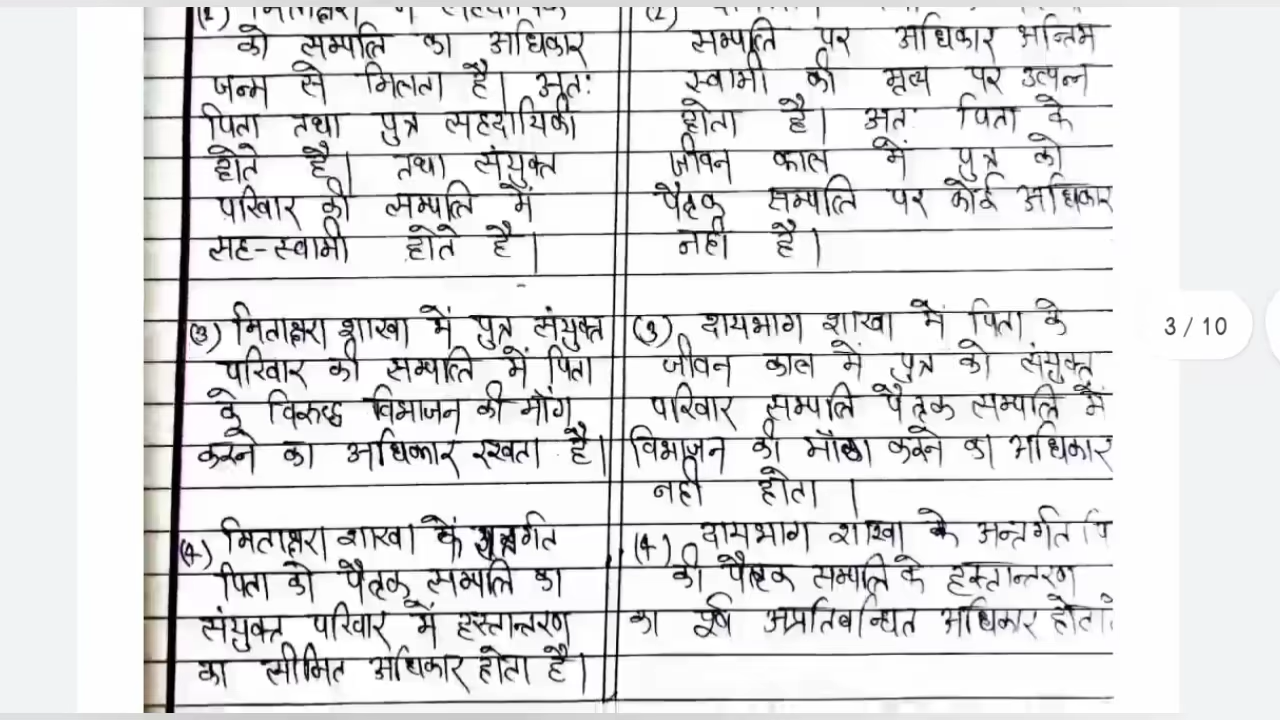 (2)
को सम्पत्ति का अधिकार
जन्म से मिलता है। अतः
पिता तथा पुत्र सहदायिकी
होते है। तथा संयुक्त
परिवार की सम्पत्ति में
सह-स्वामी होते है।
(3) मिताक्षरा शाखा में पुत्र संयुक्त
परिवार की सम्पत्ति में पिता
के विरुद्ध विभाजन की माँग
करने का अधिकार रखता है।
(4) मिताक्षरा शाखा के अन्तर्गत
पिता को पैतृक सम्पत्ति का
संयुक्त परिवार में हस्तान्तरण
का सीमित अधिकार होता है।
(2)
सम्पत्ति पर अधिकार अन्तिम
स्वामी की मृत्य पर उत्पन्न
होता है। अतः पिता के
जीवन काल में पुत्र को
पैतृक सम्पत्ति पर कोई अधिकार
नही है।
(3) दायभाग शाखा में पिता के
जीवन काल में पुत्र को संयुक्त
परिवार सम्पत्ति पैतृक सम्पत्ति में
विभाजन की करने का अधिकार
नही होता।
(4) दायभाग शाखा के अन्तर्गत
की पैतृक सम्पत्ति के हस्तान्तरण
का पूर्व अप्रतिबन्धित अधिकार होता
3 / 10